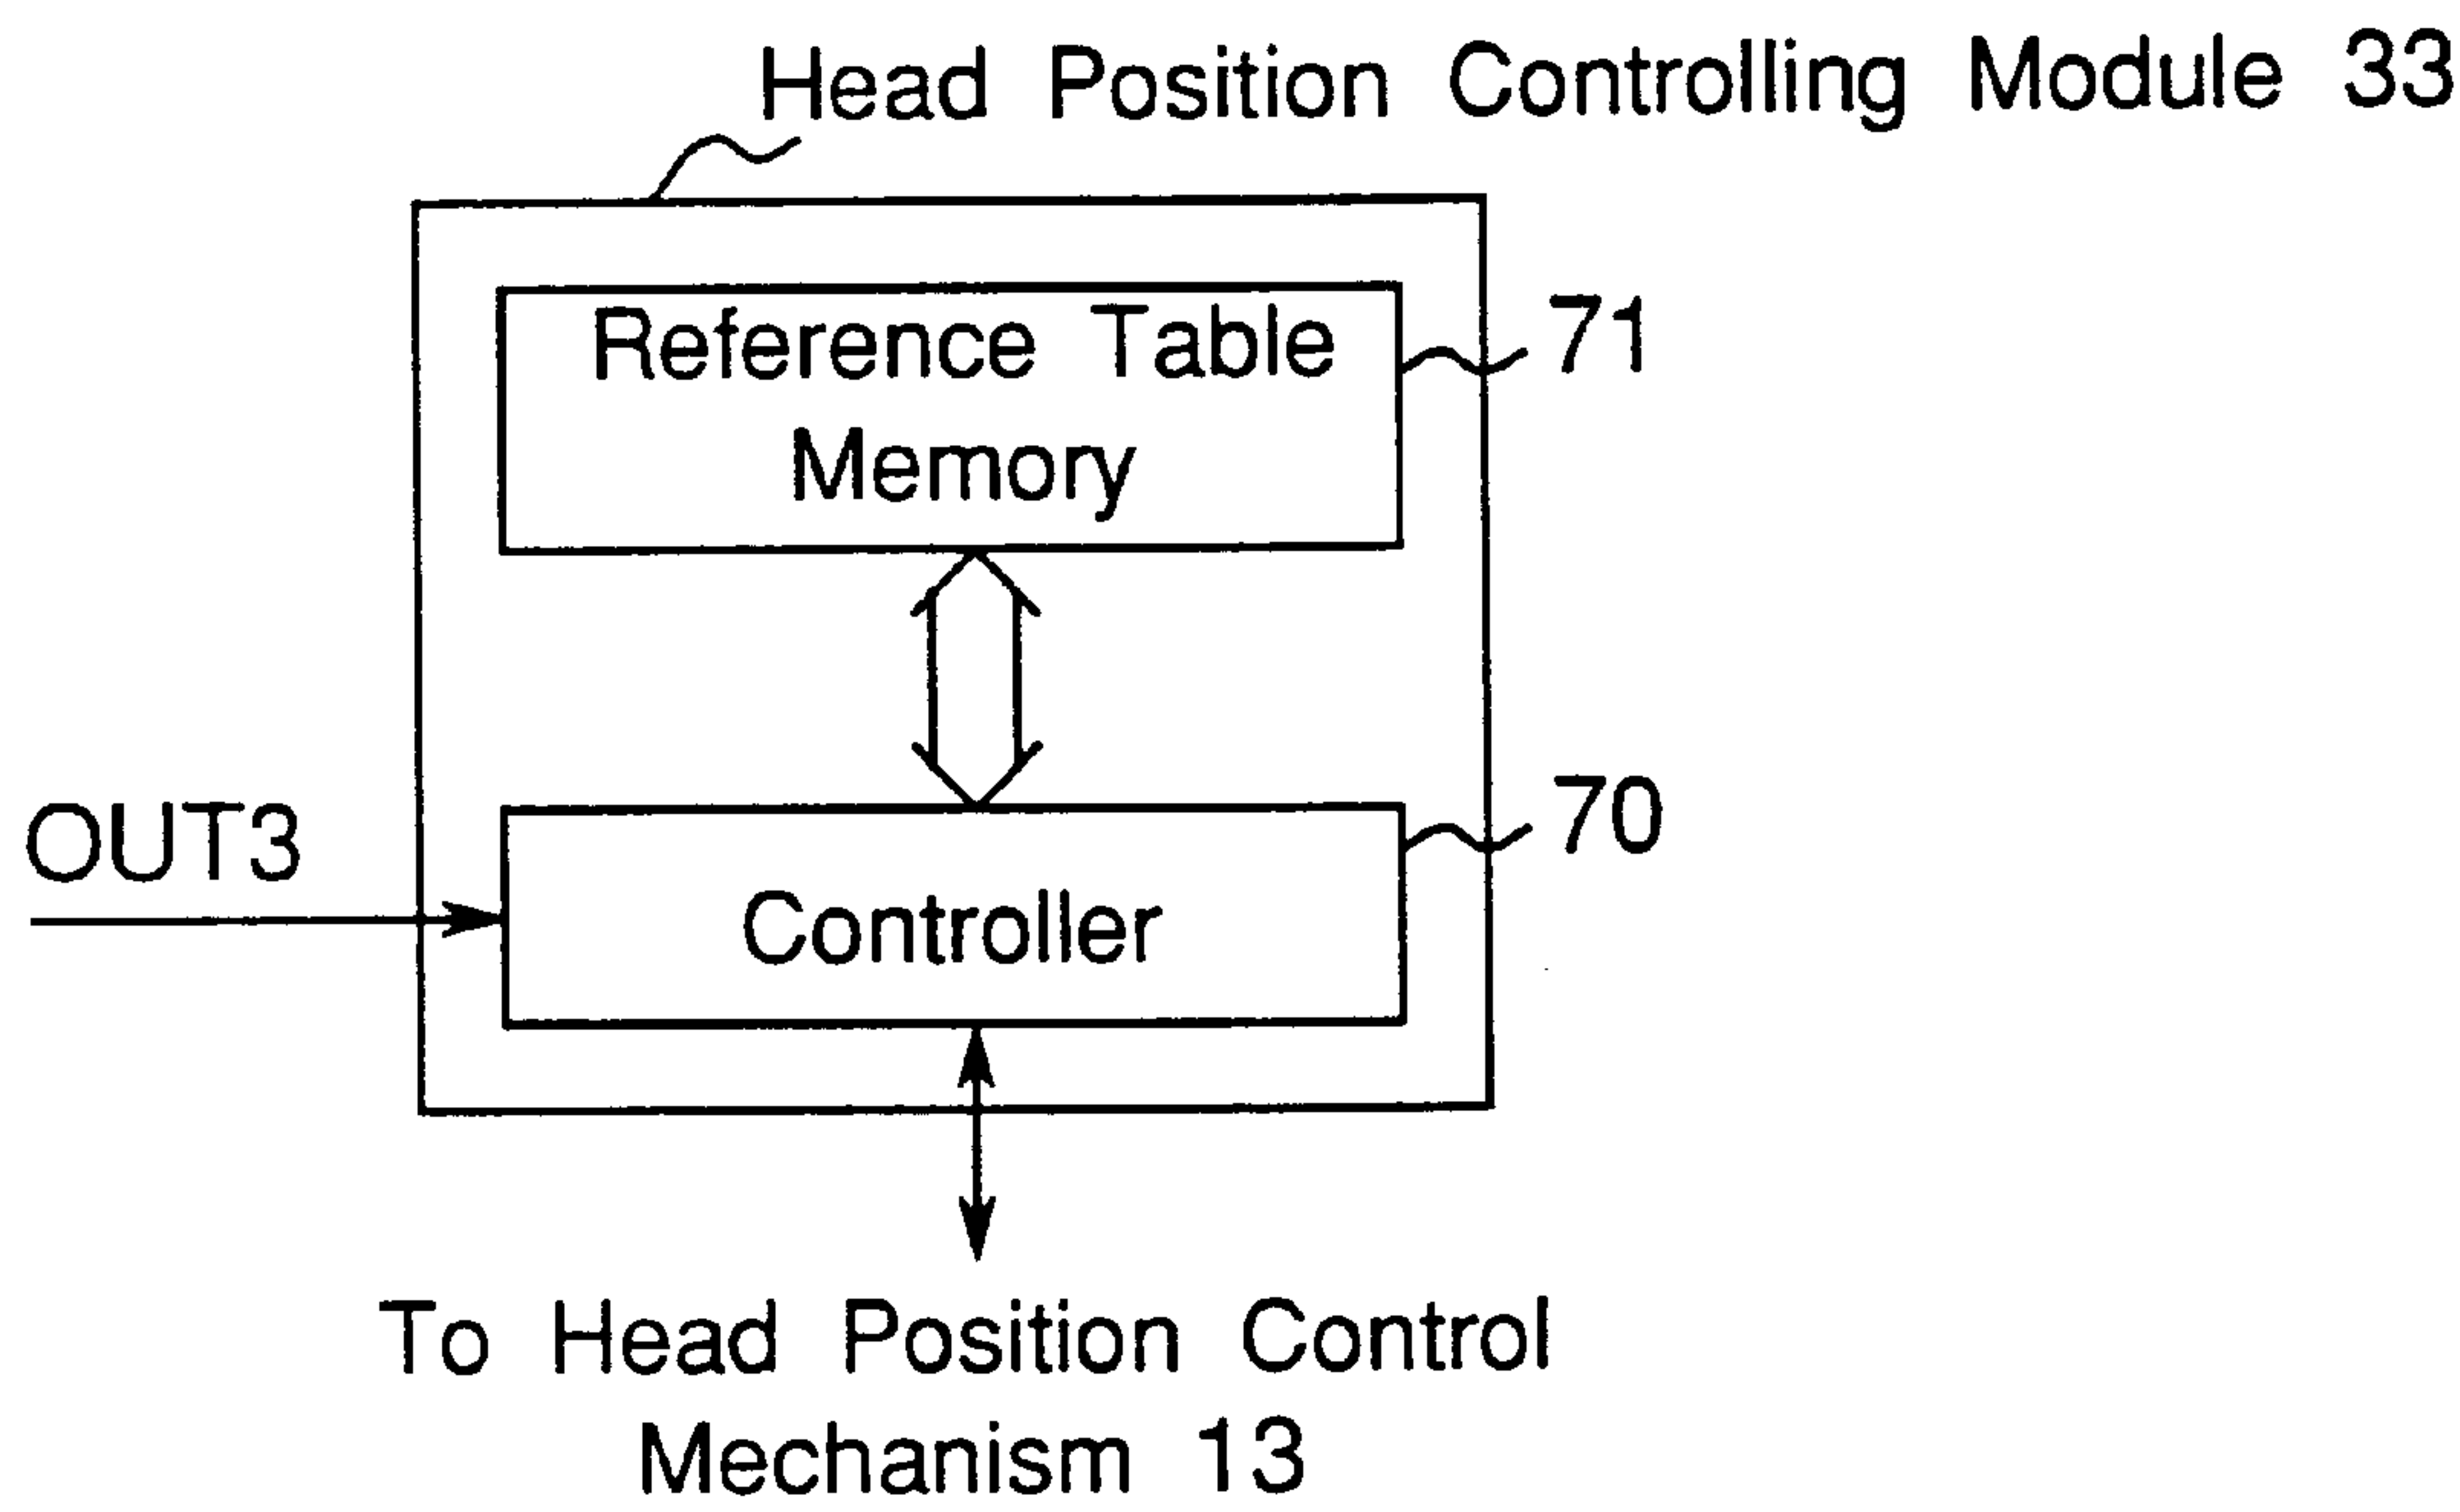 Head Position Controlling Module 33
Reference Table
Memory
71
OUT3
Controller
70
To Head Position Control
Mechanism 13